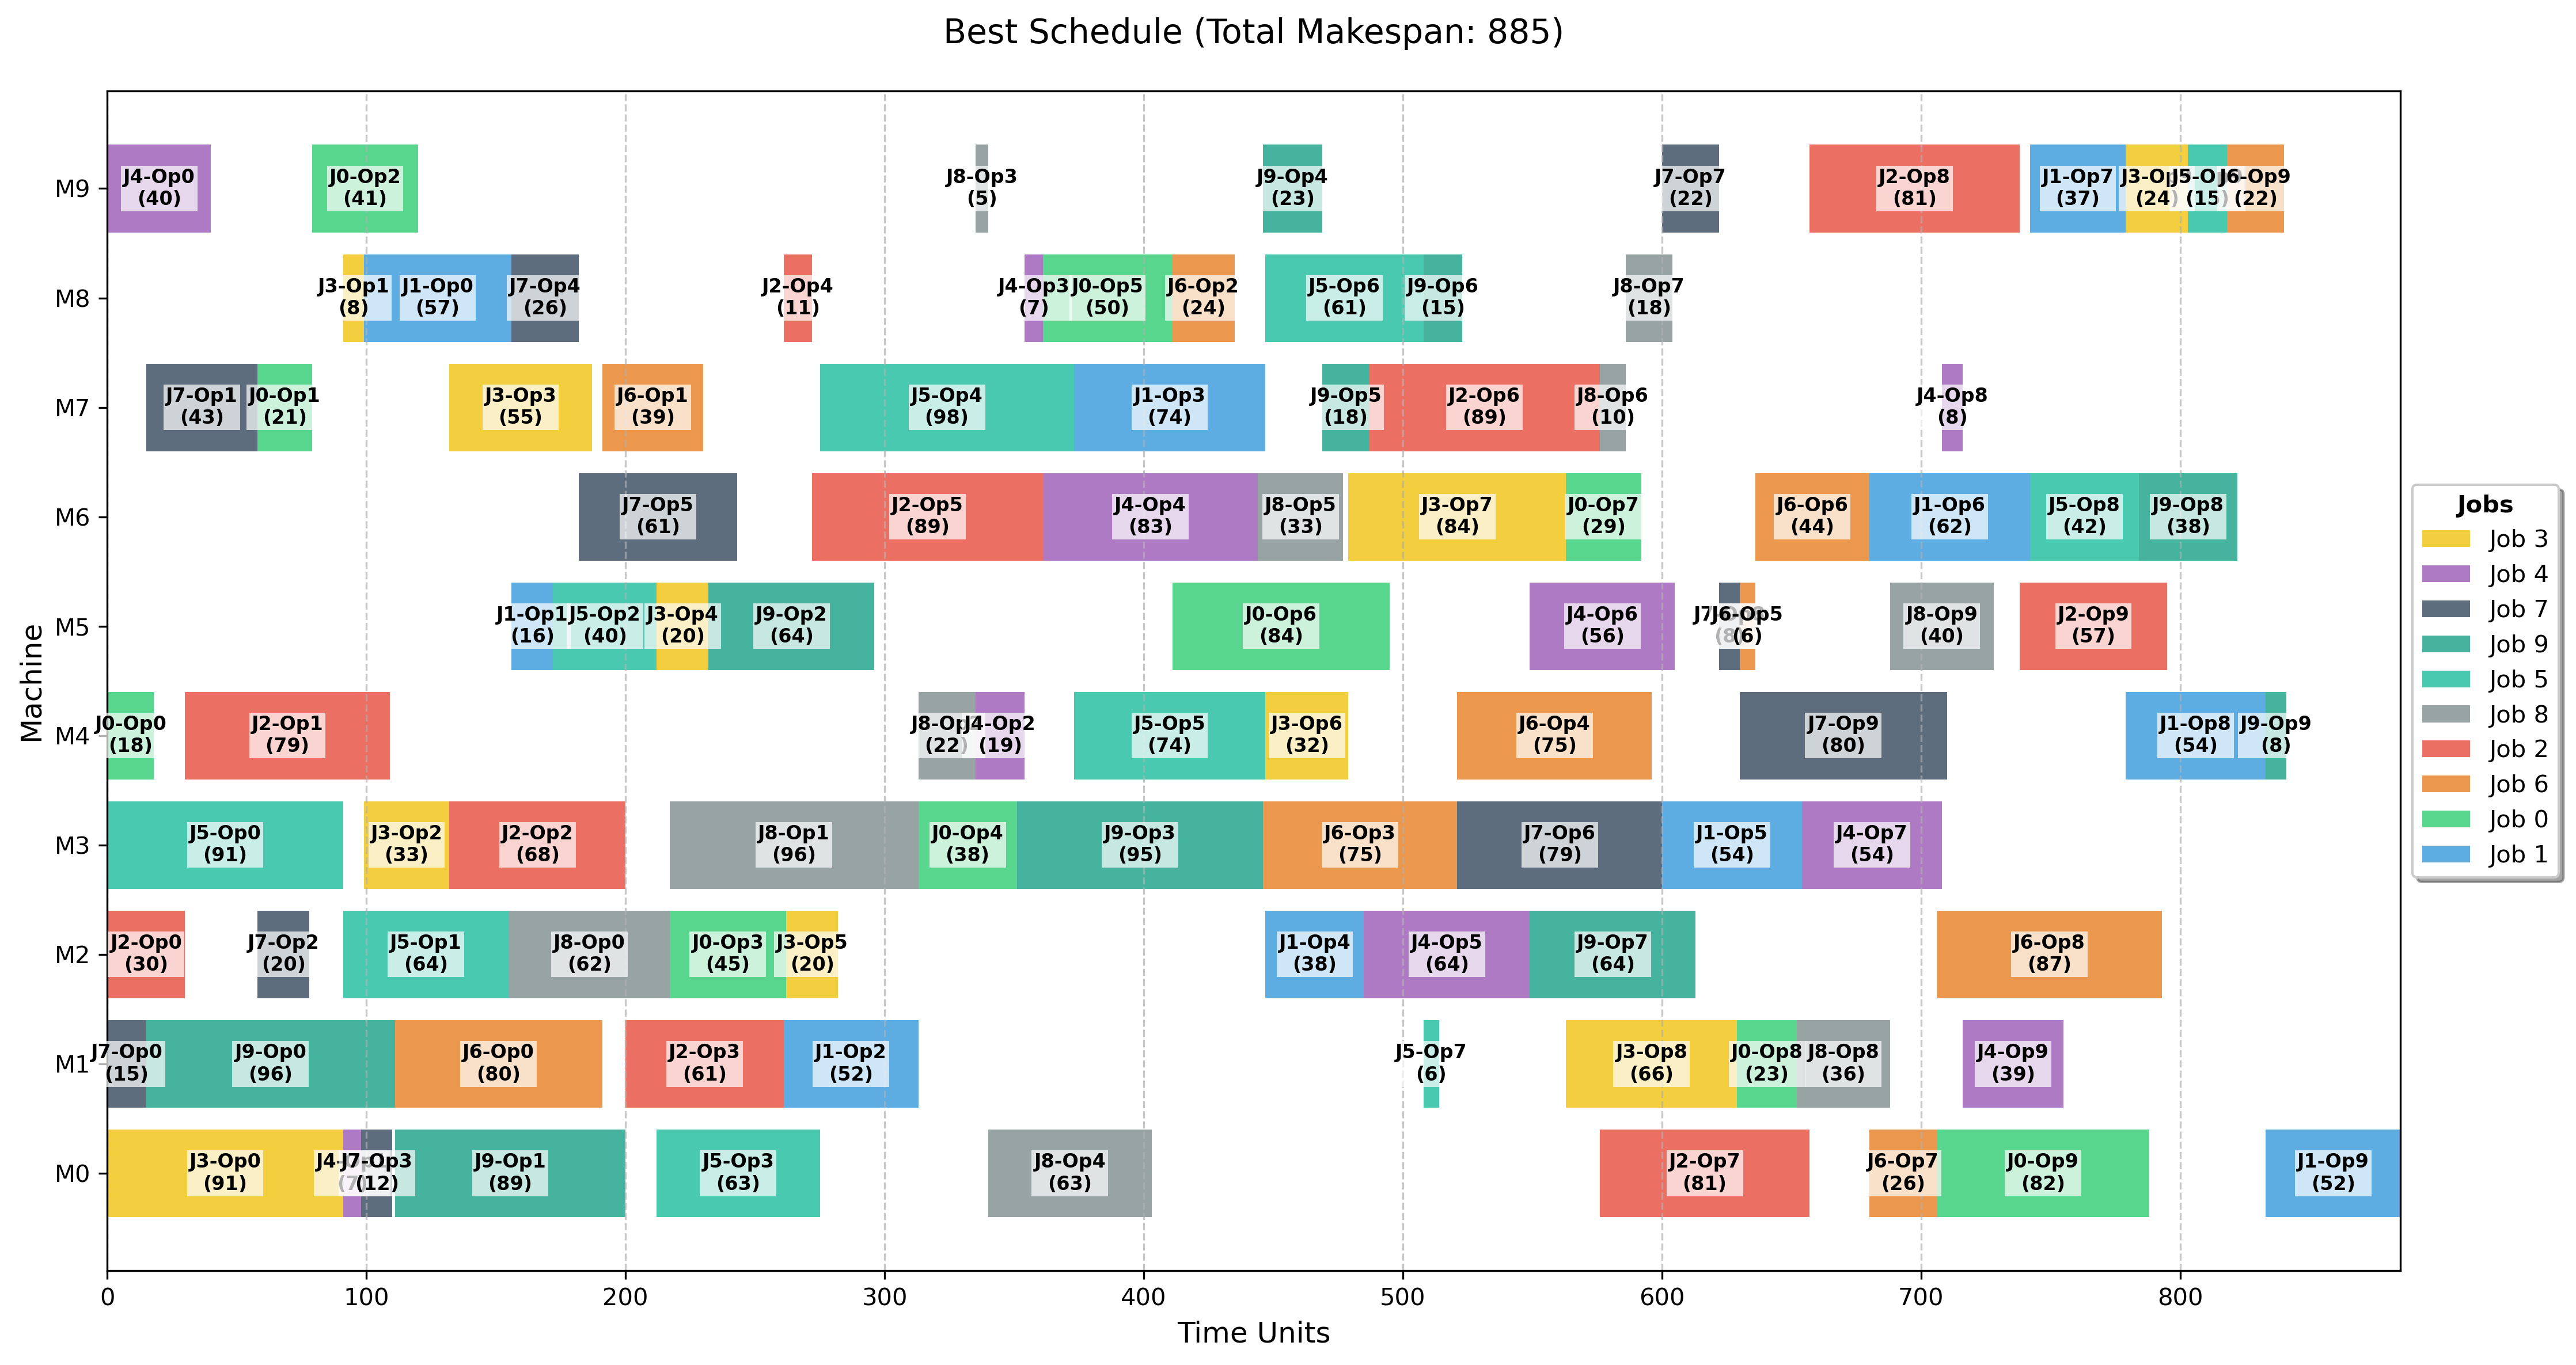 Best Schedule (Total Makespan: 885)
M9
J4-Op0
(40)
J0-Op2
(41)
J8-Op3
(5)
J9-Op4
(23)
J7-Op7
(22)
J2-Op8
(81)
J1-Op7
(37)
(24)
(15)
J6-Op9
(22)
M8
J3-Op1
(8)
J1-Op0
(57)
J7-Op4
(26)
J2-Op4
(11)
J4-Op3
(7)
J0-Op5
(50)
J6-Op2
(24)
J5-Op6
(61)
J9-Op6
(15)
J8-Op7
(18)
M7
J7-Op1
(43)
J0-Op1
(21)
J3-Op3
(55)
J6-Op1
(39)
J5-Op4
(98)
J1-Op3
(74)
J9-Op5
(18)
J2-Op6
(89)
J8-Op6
(10)
J4-Op8
(8)
M6
J7-Op5
(61)
J2-Op5
(89)
J4-Op4
(83)
J8-Op5
(33)
J3-Op7
(84)
J0-Op7
(29)
J6-Op6
(44)
J1-Op6
(62)
J5-Op8
(42)
J9-Op8
(38)
M5
J1-Op1
(16)
J5-Op2
(40)
J3-Op4
(20)
J9-Op2
(64)
J0-Op6
(84)
J4-Op6
(56)
J6-Op5
(6)
J8-Op9
(40)
J2-Op9
(57)
M4
J0-Op0
(18)
J2-Op1
(79)
(22)
J4-Op2
(19)
J5-Op5
(74)
J3-Op6
(32)
J6-Op4
(75)
J7-Op9
(80)
J1-Op8
(54)
J9-Op9
(8)
M3
J5-Op0
(91)
J3-Op2
(33)
J2-Op2
(68)
J8-Op1
(96)
J0-Op4
(38)
J9-Op3
(95)
J6-Op3
(75)
J7-Op6
(79)
J1-Op5
(54)
J4-Op7
(54)
M2
J2-Op0
(30)
J7-Op2
(20)
J5-Op1
(64)
J8-Op0
(62)
J0-Op3
(45)
J3-Op5
(20)
J1-Op4
(38)
J4-Op5
(64)
J9-Op7
(64)
J6-Op8
(87)
M1
J7-Op0
(15)
J9-Op0
(96)
J6-Op0
(80)
J2-Op3
(61)
J1-Op2
(52)
J5-Op7
(6)
J3-Op8
(66)
J0-Op8
(23)
J8-Op8
(36)
J4-Op9
(39)
M0
J3-Op0
(91)
J7-Op3
(12)
J9-Op1
(89)
J5-Op3
(63)
J8-Op4
(63)
J2-Op7
(81)
J6-Op7
(26)
J0-Op9
(82)
J1-Op9
(52)
Machine
0 100 200 300 400 500 600 700 800
Time Units
Jobs
Job 3
Job 4
Job 7
Job 9
Job 5
Job 8
Job 2
Job 6
Job 0
Job 1